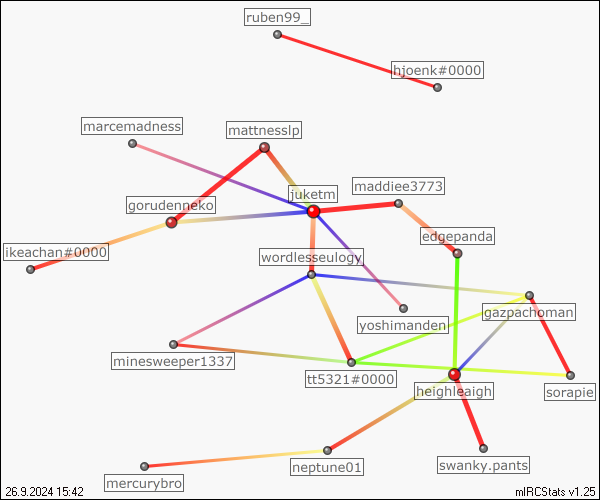 ruben99_
hjoenk#0000
marcemadness
mattnesslp
juketm
maddiee3773
gorudenneko
edgepanda
ikeachan#0000
wordlesseulogy
gazpachoman
yoshimanden
minesweeper1337
tt5321#0000
heighleaigh
sorapie
neptune01
swanky.pants
mercurybro
26.9.2024 15:42
mIRCStats v1.25